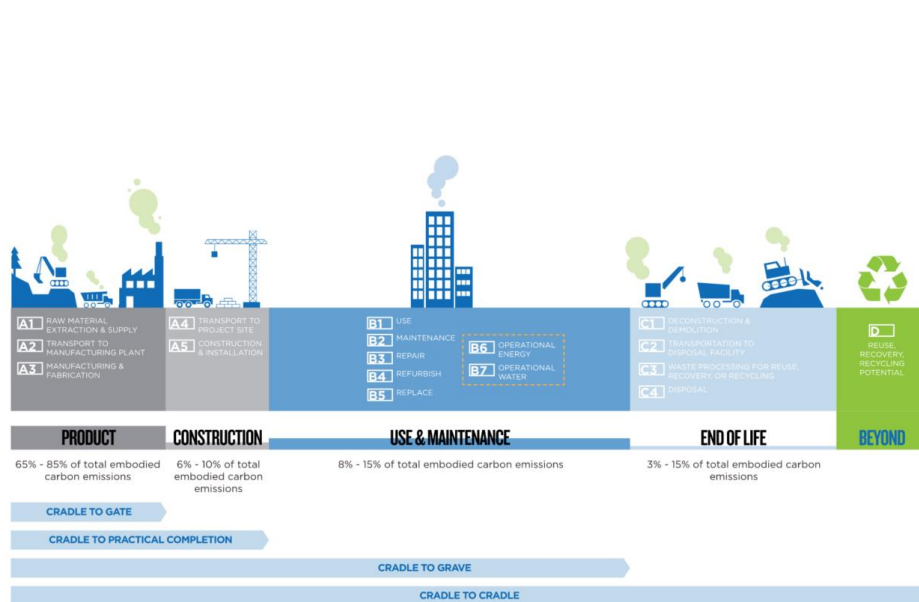 A1 RAW MATERIAL
EXTRACTION & SUPPLY
A2 TRANSPORT TO
MANUFACTURING PLANT
A3 MANUFACTURING &
FABRICATION
A4 TRANSPORT TO
PROJECT SITE
A5 CONSTRUCTION
& INSTALLATION
B1 USE
B2 MAINTENANCE
B3 REPAIR
B4 REFURBISH
B5 REPLACE
B6 OPERATIONAL
ENERGY
B7 OPERATIONAL
WATER
C1 DECONSTRUCTION &
DEMOLITION
C2 TRANSPORTATION TO
DISPOSAL FACILITY
C3 WASTE PROCESSING FOR REUSE,
RECOVERY OR RECYCLING
C4 DISPOSAL
D
REUSE,
RECOVERY,
RECYCLING
POTENTIAL
PRODUCT
CONSTRUCTION
USE & MAINTENANCE
END OF LIFE
BEYOND
65% - 85% of total embodied
carbon emissions
6% - 10% of total
embodied carbon
emissions
8% - 15% of total embodied carbon emissions
3% - 15% of total embodied carbon
emissions
CRADLE TO GATE
CRADLE TO PRACTICAL COMPLETION
CRADLE TO GRAVE
CRADLE TO CRADLE